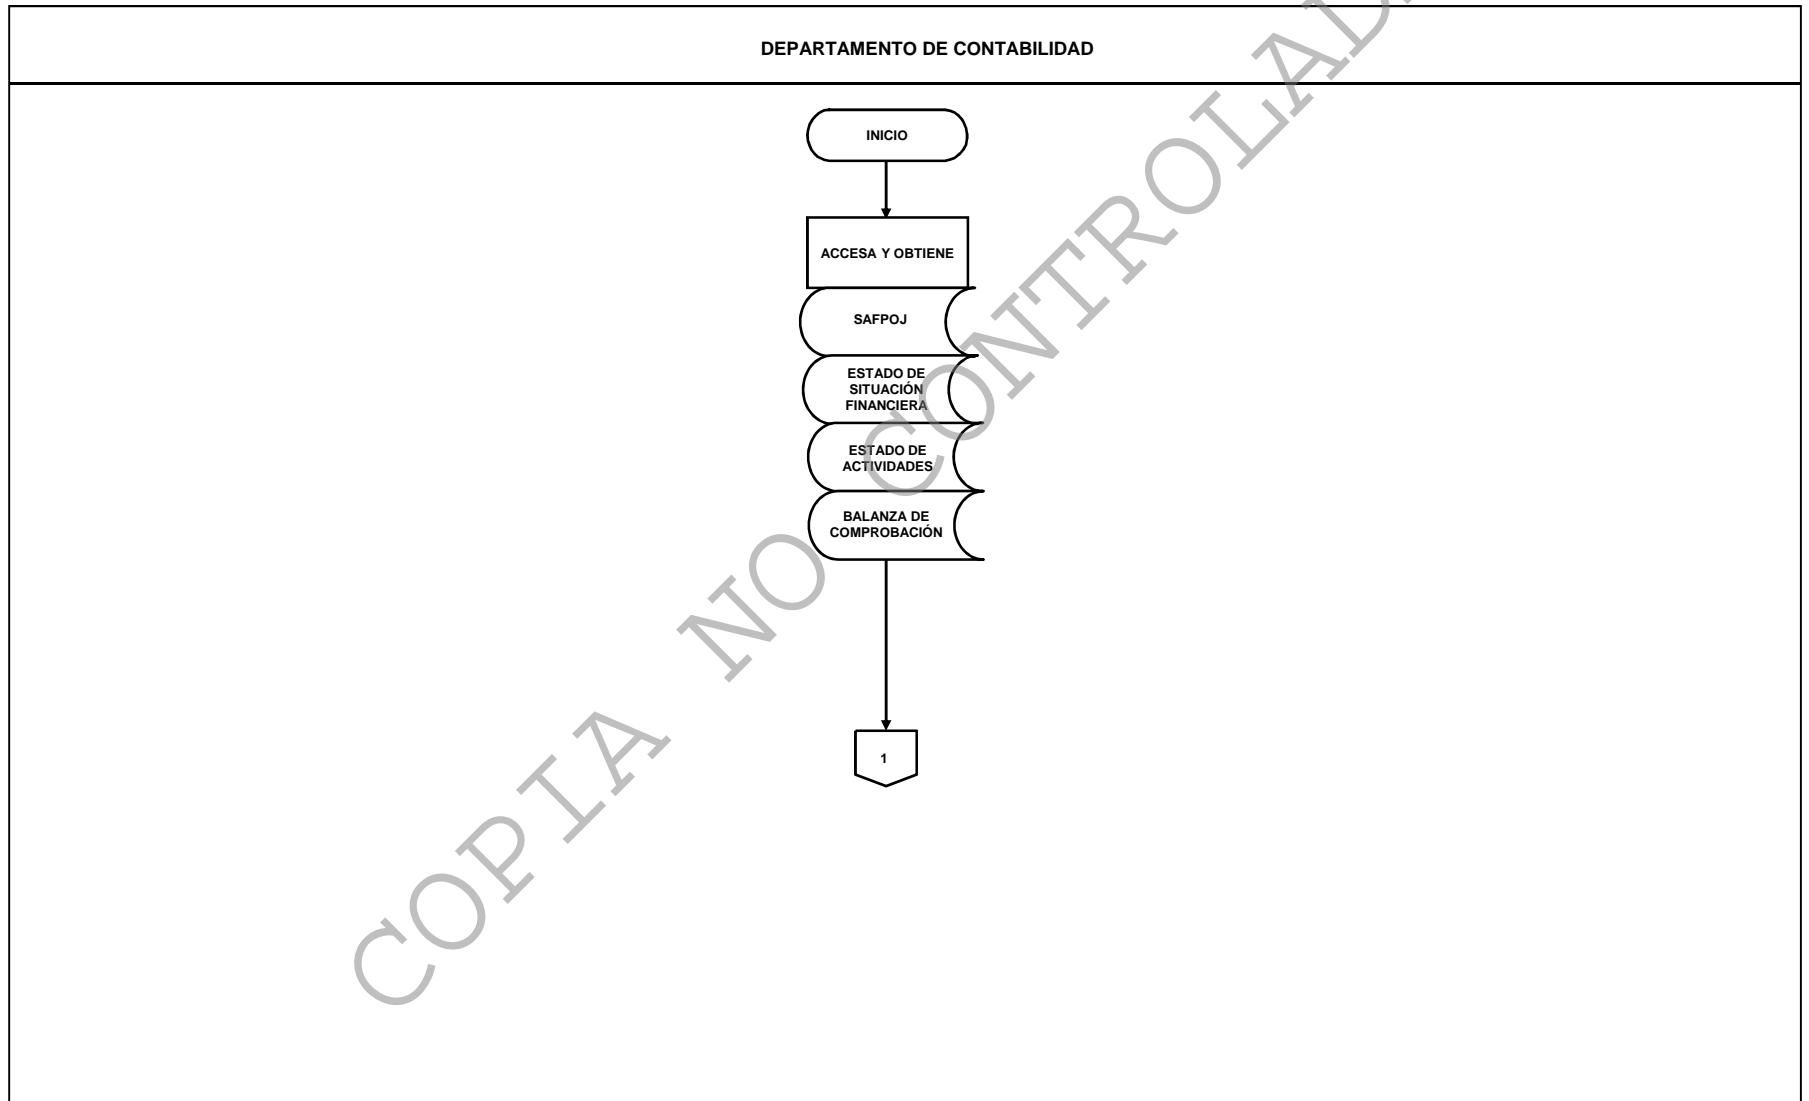 DEPARTAMENTO DE CONTABILIDAD
INICIO
ACCESA Y OBTIENE
SAFPOJ
ESTADO DE
SITUACIÓN
FINANCIERA
ESTADO DE
ACTIVIDADES
BALANZA DE
COMPROBACIÓN
1
COPIA NO CONTROLAD